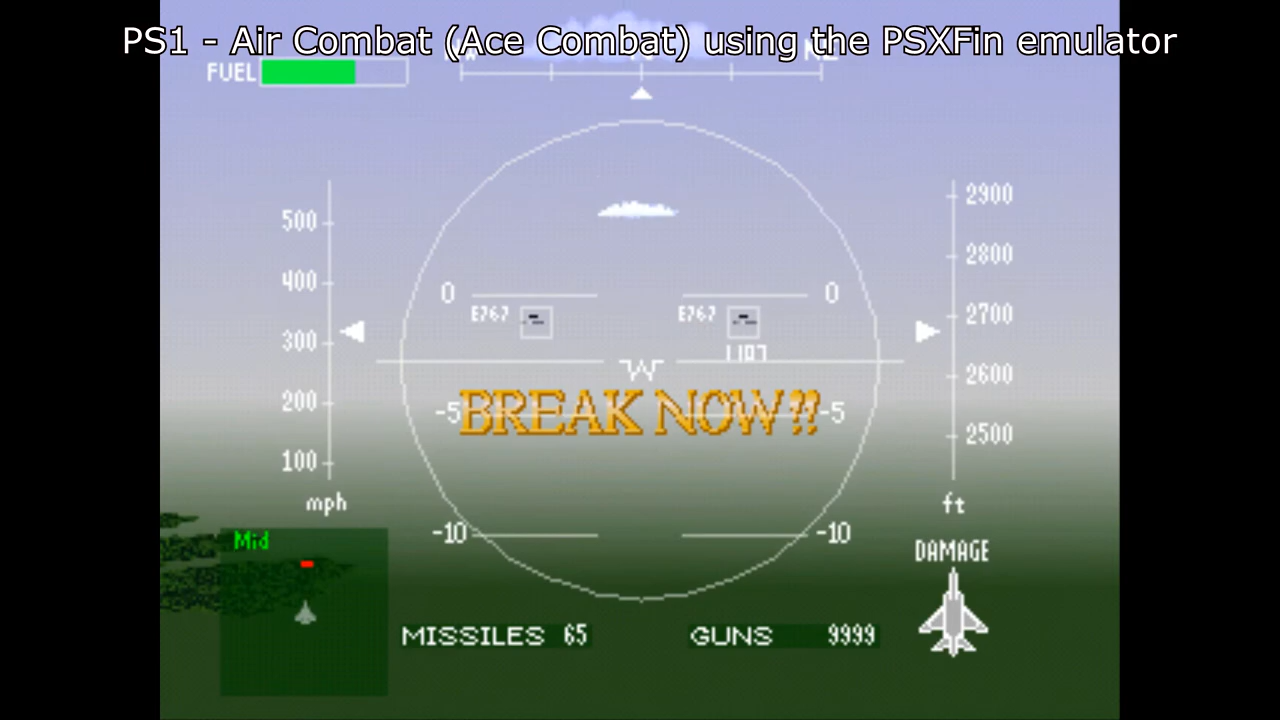 PS1 - Air Combat (Ace Combat) using the PSXFin emulator
FUEL
500
400
300
200
100
mph
2900
2800
2700
2600
2500
ft
0 0
E767 E767
BREAK NOW!!
-5 -5
-10 -10
Mid
DAMAGE
MISSILES 65
GUNS 9999